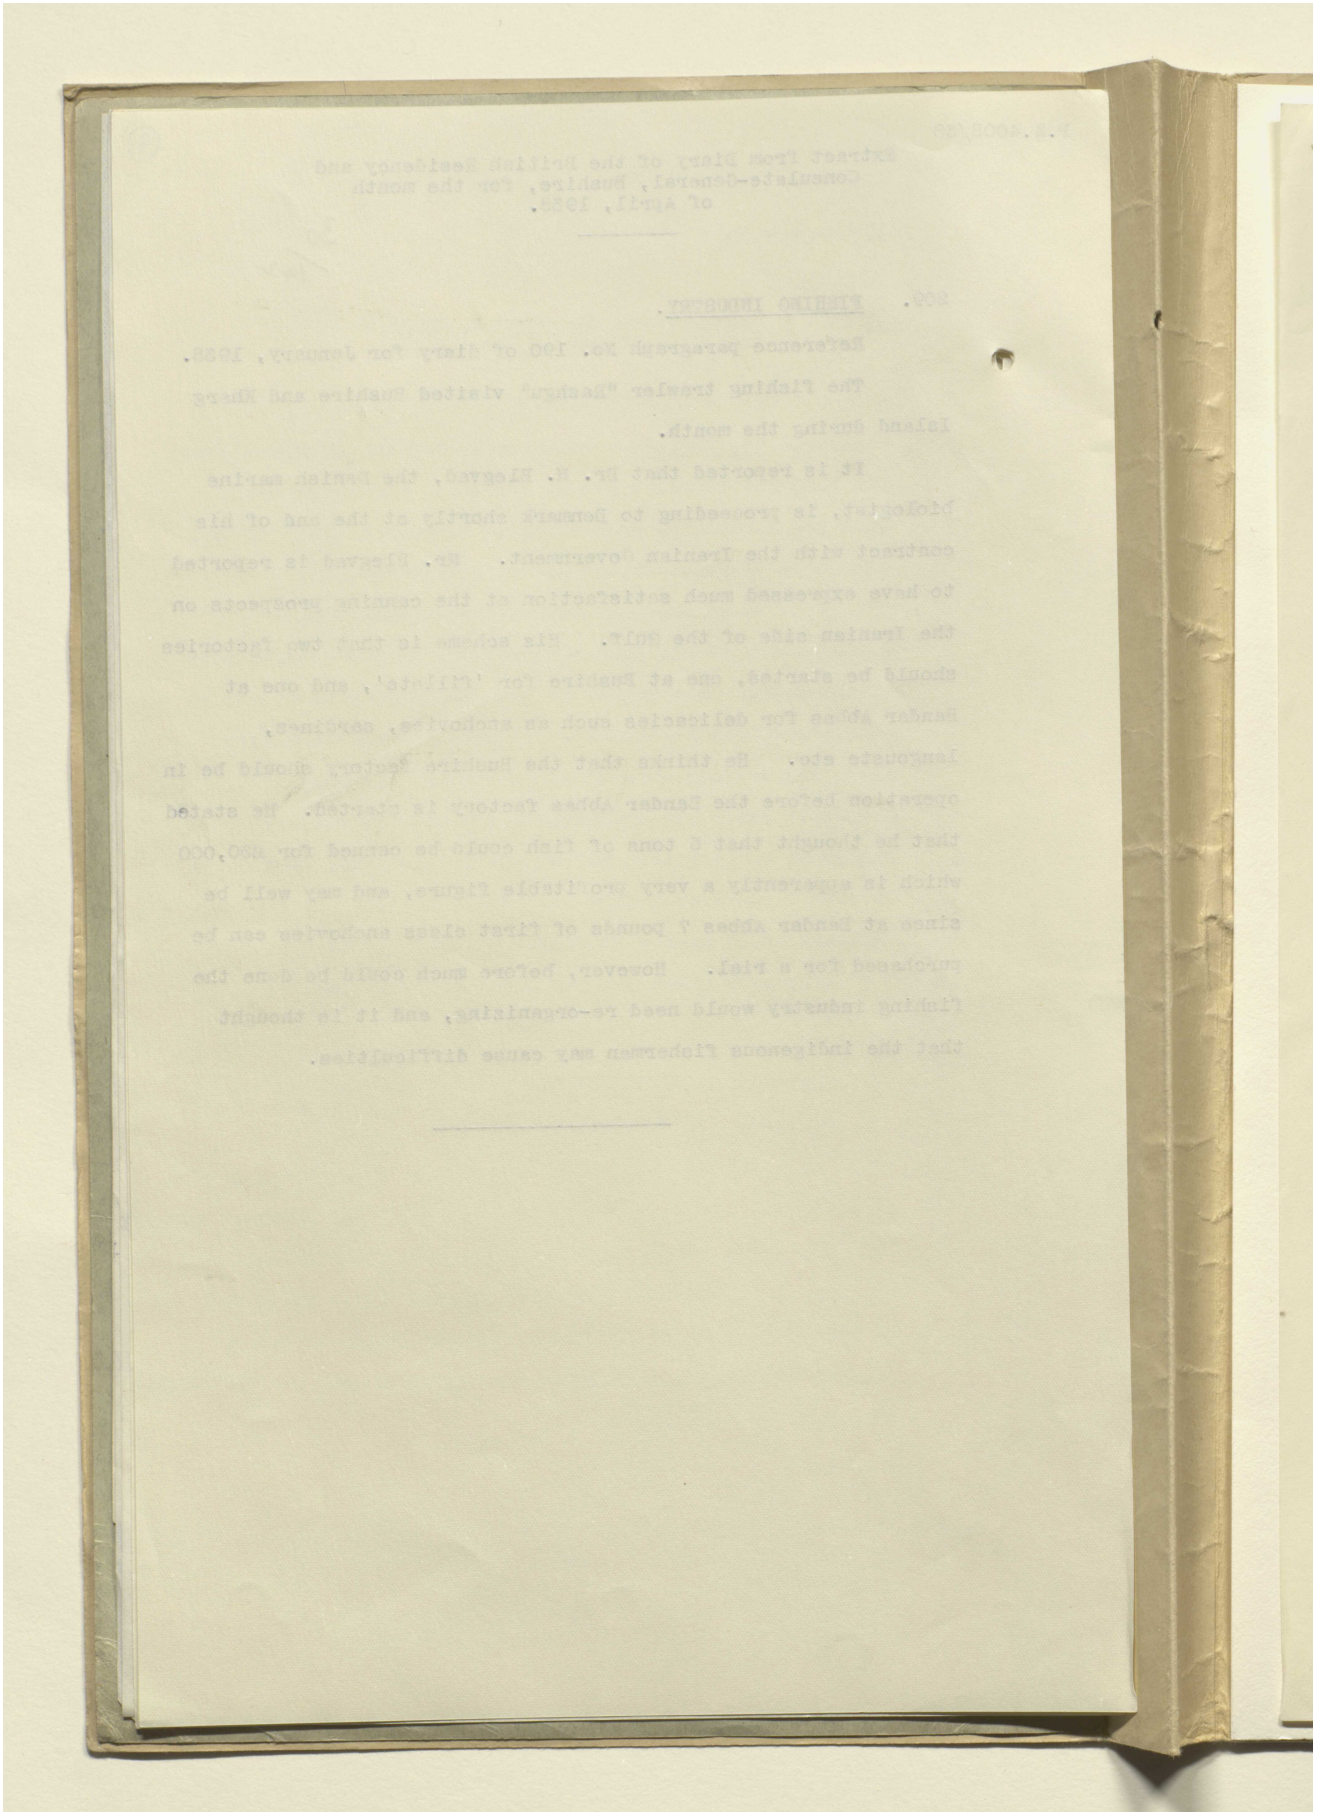 Extract from Diary of the British Residency and
Consulate-General, Bushire, for the month
of April, 1938.
FISHING INDUSTRY.
Reference paragraph No. 190 of diary for January, 1938.
The fishing trawler visited Bushire and Kharg
Island during the month.
It is reported that Mr. H. Blegvad, the Danish marine
biologist, is proceeding to Denmark shortly at the end of his
contract with the Iranian Government. Mr. Blegvad is reported
to have expressed much satisfaction at the canning prospects on
the Iranian side of the Gulf. His scheme is that two factories
should be started, one at Bushire for 'fillets', and one at
Bandar Abbas for delicacies such as anchovies, sardines,
langouste etc. He thinks that the Bushire factory should be in
operation before the Bandar Abbas factory is started. He stated
that he thought that tons of fish could be canned for
which is apparently a very profitable figure, and may well be
since at Bandar Abbas 7 pounds of first class anchovies can be
purchased for a rial. However, before much could be done the
fishing industry would need re-organizing, and it is thought
that the indigenous fishermen may cause difficulties.